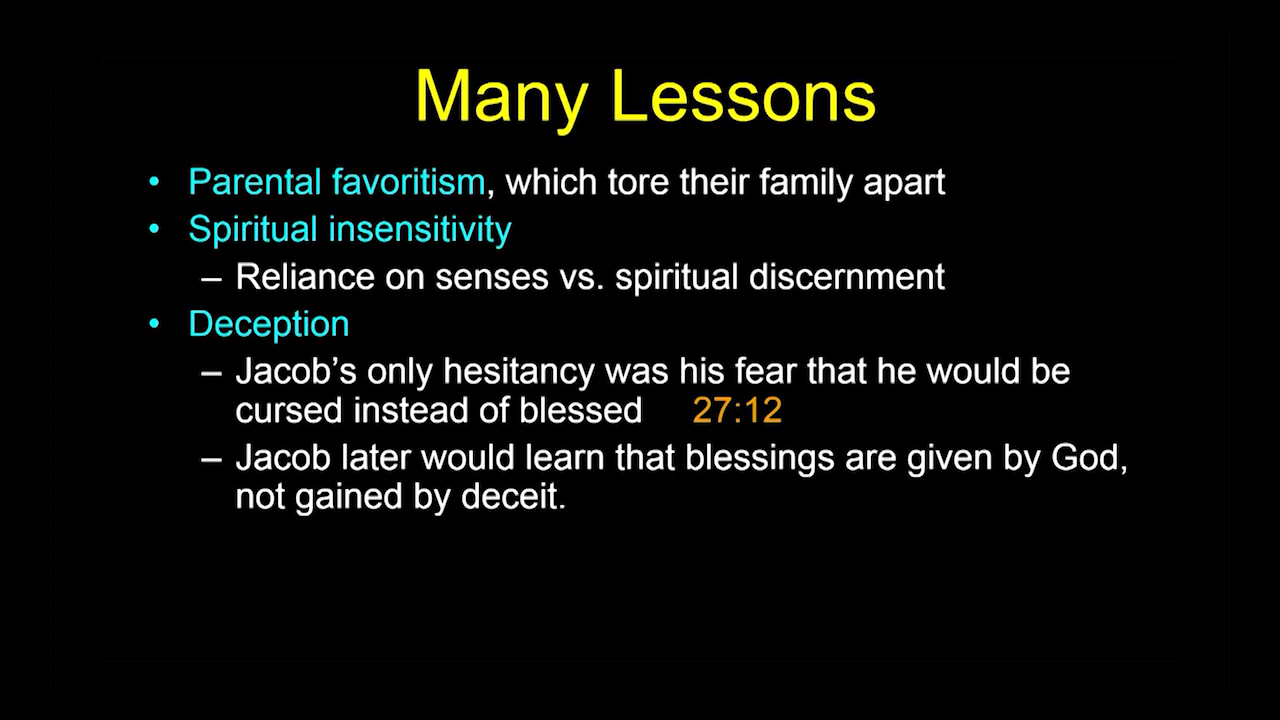 Many Lessons
• Parental favoritism, which tore their family apart
• Spiritual insensitivity
– Reliance on senses vs. spiritual discernment
• Deception
– Jacob’s only hesitancy was his fear that he would be
cursed instead of blessed 27:12
– Jacob later would learn that blessings are given by God,
not gained by deceit.